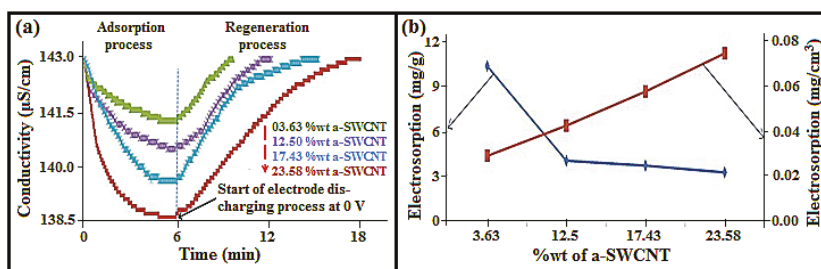 (a)
Adsorption
process
Regeneration
process
Conductivity (µS/cm)
143.0
141.5
140.0
138.5
03.63 %wt a-SWCNT
12.50 %wt a-SWCNT
17.43 %wt a-SWCNT
23.58 %wt a-SWCNT
Start of electrode dis-
charging process at 0 V
0 6 12 18
Time (min)
(b)
Electrosorption (mg/g)
12
9
6
3
0
0.08
0.06
0.04
0.02
0.00
Electrosorption (mg/cm³)
3.63 12.5 17.43 23.58
%wt of a-SWCNT